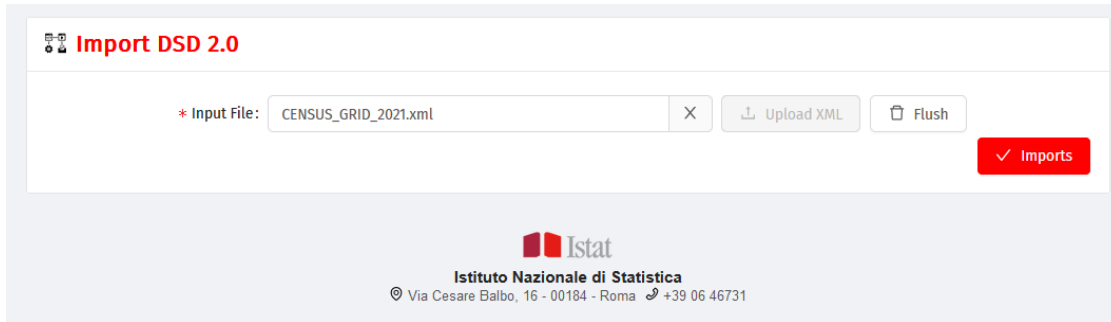 Import DSD 2.0
* Input File: CENSUS_GRID_2021.xml X Upload XML Flush
Imports
Istat
Istituto Nazionale di Statistica
Via Cesare Balbo, 16 - 00184 - Roma +39 06 46731